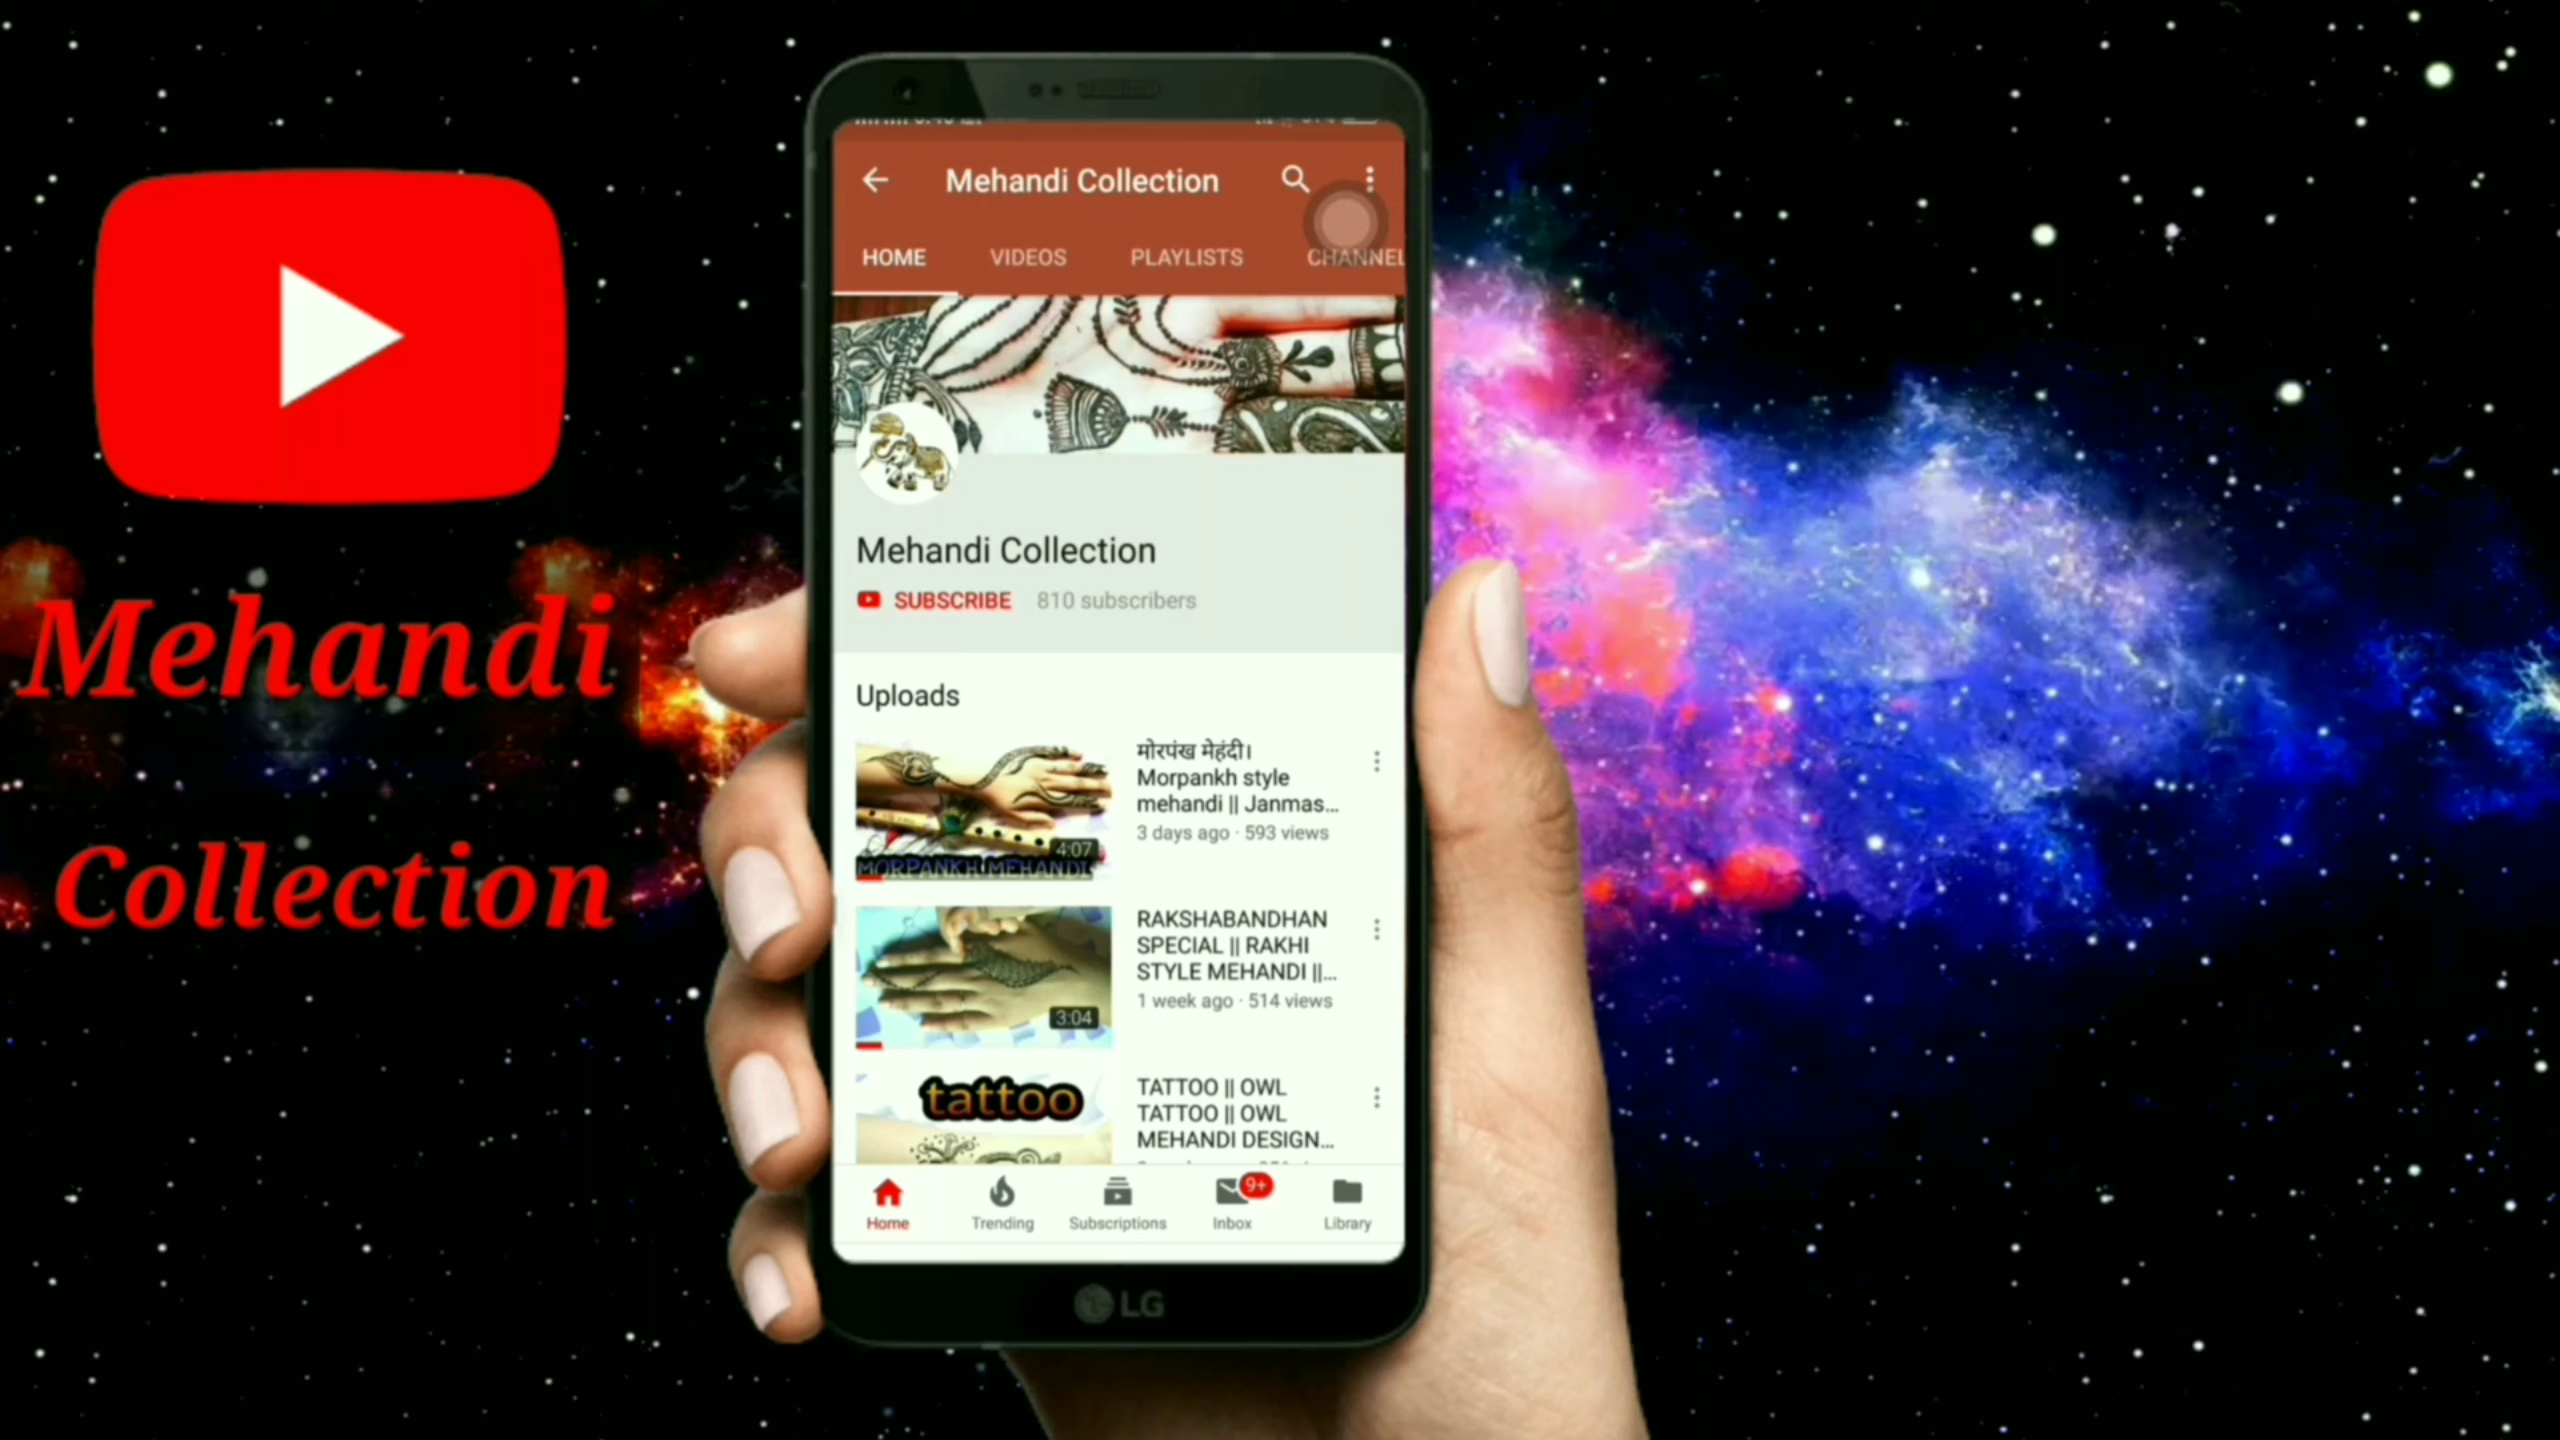 Mehandi Collection
HOME VIDEOS PLAYLISTS CHANNEL
Mehandi
Collection
Mehandi Collection
SUBSCRIBE 810 subscribers
Uploads
मोरपंख मेहंदी।
Morpankh style
mehandi || Janmas...
3 days ago · 593 views
4:07
MORPANKH MEHANDI
RAKSHABANDHAN
SPECIAL || RAKHI
STYLE MEHANDI ||...
1 week ago · 514 views
3:04
tattoo
TATTOO || OWL
TATTOO || OWL
MEHANDI DESIGN...
9+
Home Trending Subscriptions Inbox Library
LG